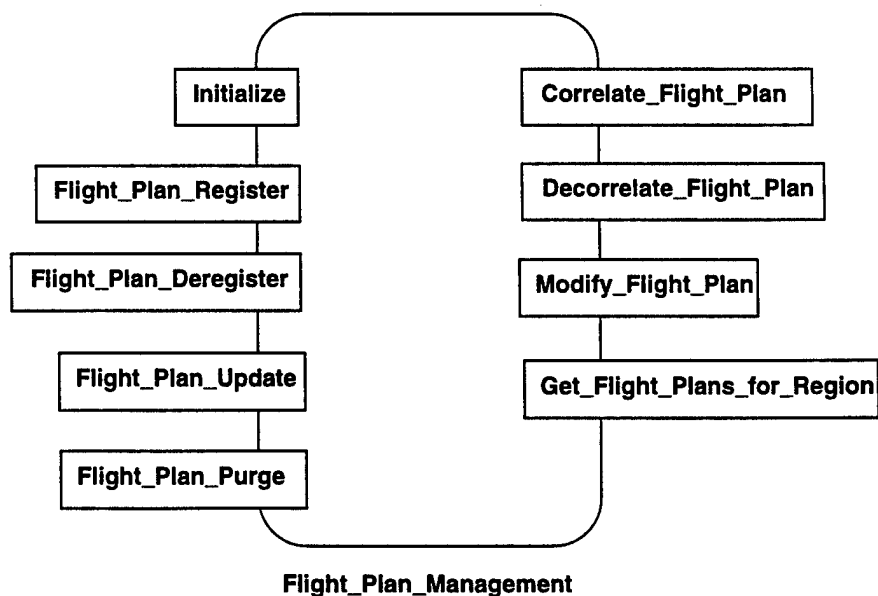 Initialize
Flight_Plan_Register
Flight_Plan_Deregister
Flight_Plan_Update
Flight_Plan_Purge
Correlate_Flight_Plan
Decorrelate_Flight_Plan
Modify_Flight_Plan
Get_Flight_Plans_for_Region
Flight_Plan_Management